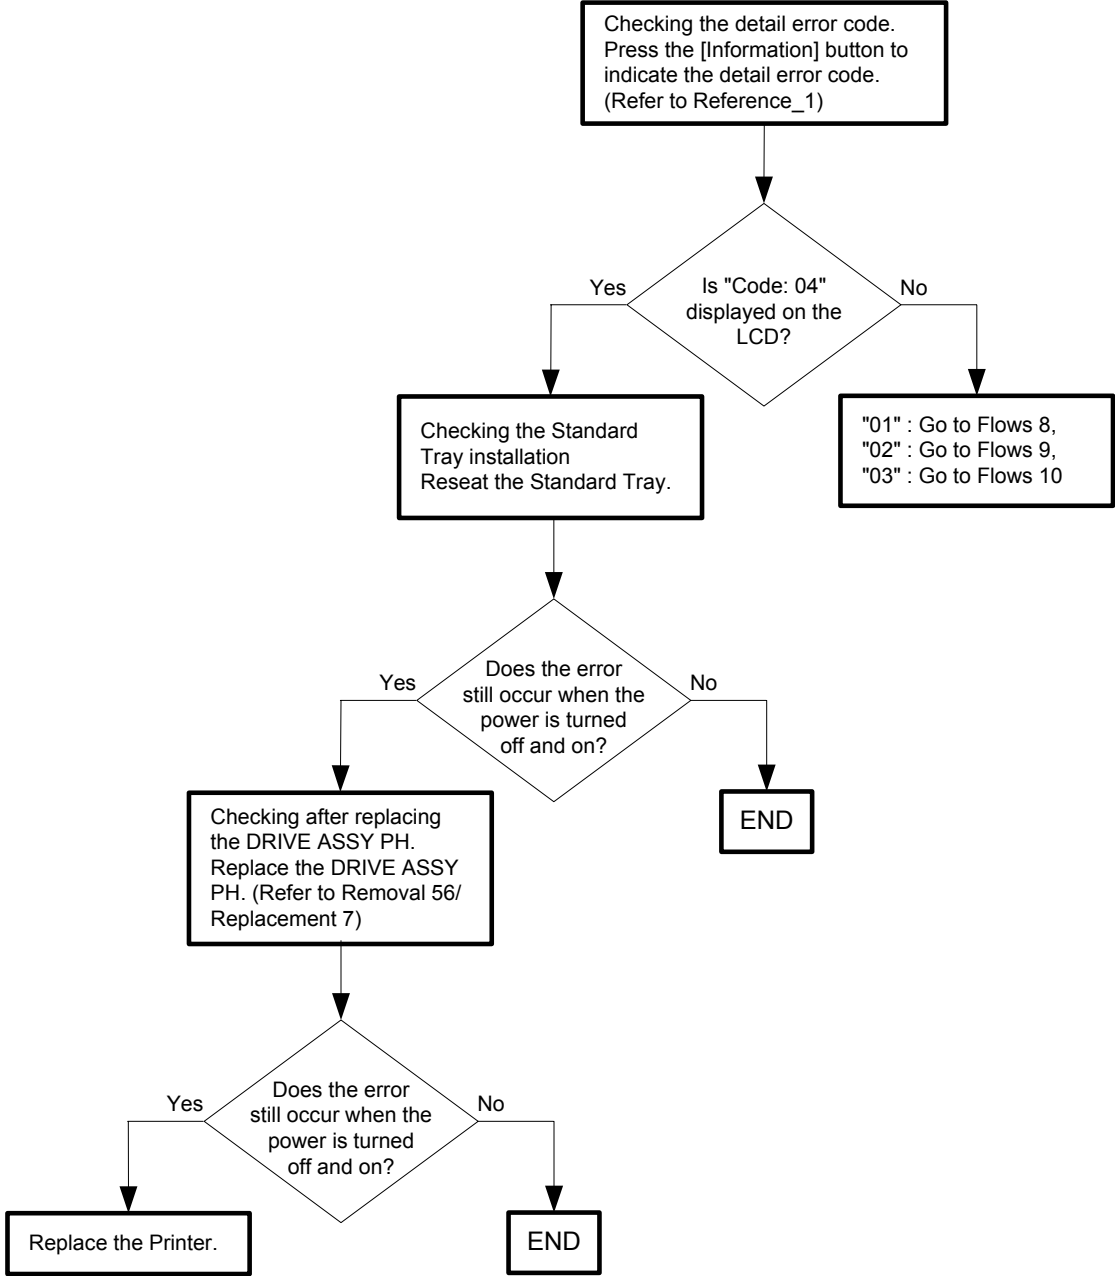 Checking the detail error code.
Press the [Information] button to
indicate the detail error code.
(Refer to Reference_1)
Is "Code: 04"
displayed on the
LCD?
Yes
No
Checking the Standard
Tray installation
Reseat the Standard Tray.
"01" : Go to Flows 8,
"02" : Go to Flows 9,
"03" : Go to Flows 10
Does the error
still occur when the
power is turned
off and on?
Yes
No
Checking after replacing
the DRIVE ASSY PH.
Replace the DRIVE ASSY
PH. (Refer to Removal 56/
Replacement 7)
END
Does the error
still occur when the
power is turned
off and on?
Yes
No
Replace the Printer.
END